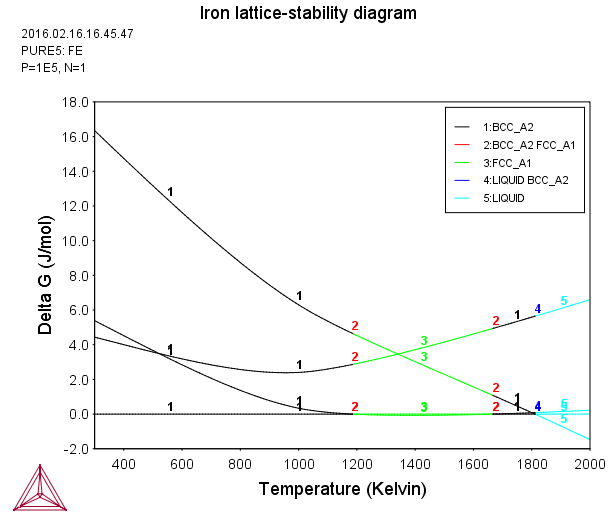 Iron lattice-stability diagram
2016.02.16.16.45.47
PURE5: FE
P=1E5, N=1
1:BCC_A2
2:BCC_A2 FCC_A1
3:FCC_A1
4:LIQUID BCC_A2
5:LIQUID
18.0
16.0
14.0
12.0
10.0
8.0
6.0
4.0
2.0
0.0
-2.0
Delta G (J/mol)
1 1 2 2 1 4 5
1 1 2 3 3 2 1
1 1 2 3 2 1 4 5
5
400 600 800 1000 1200 1400 1600 1800 2000
Temperature (Kelvin)